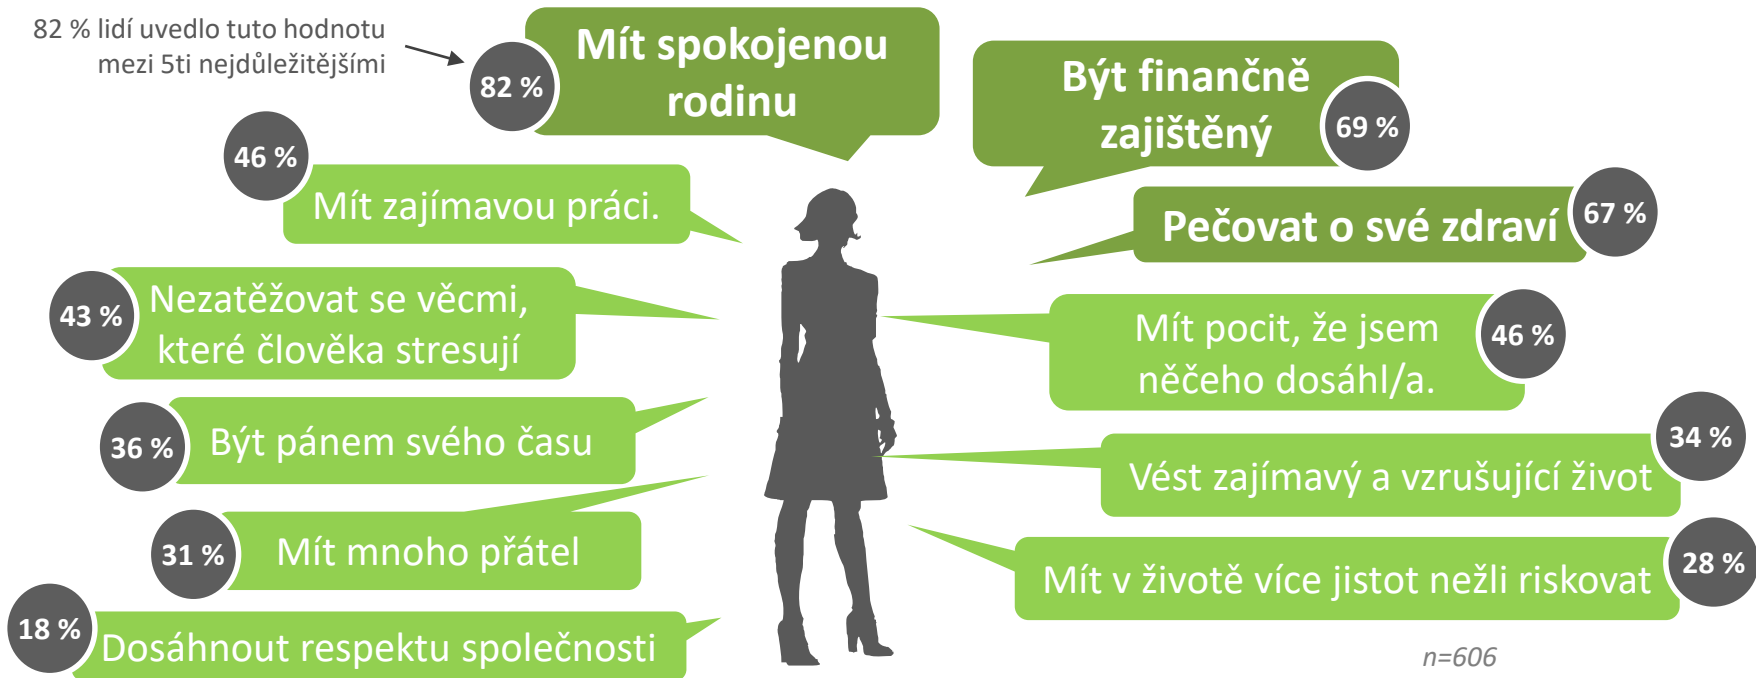 82 % lidí uvedlo tuto hodnotu
mezi 5ti nejdůležitějšími
82 %
Mít spokojenou
rodinu
Být finančně
zajištěný
69 %
46 %
Mít zajímavou práci.
Pečovat o své zdraví
67 %
43 %
Nezatěžovat se věcmi,
které člověka stresují
Mít pocit, že jsem
něčeho dosáhl/a.
46 %
36 %
Být pánem svého času
Vést zajímavý a vzrušující život
34 %
31 %
Mít mnoho přátel
Mít v životě více jistot nežli riskovat
28 %
18 %
Dosáhnout respektu společnosti
n=606